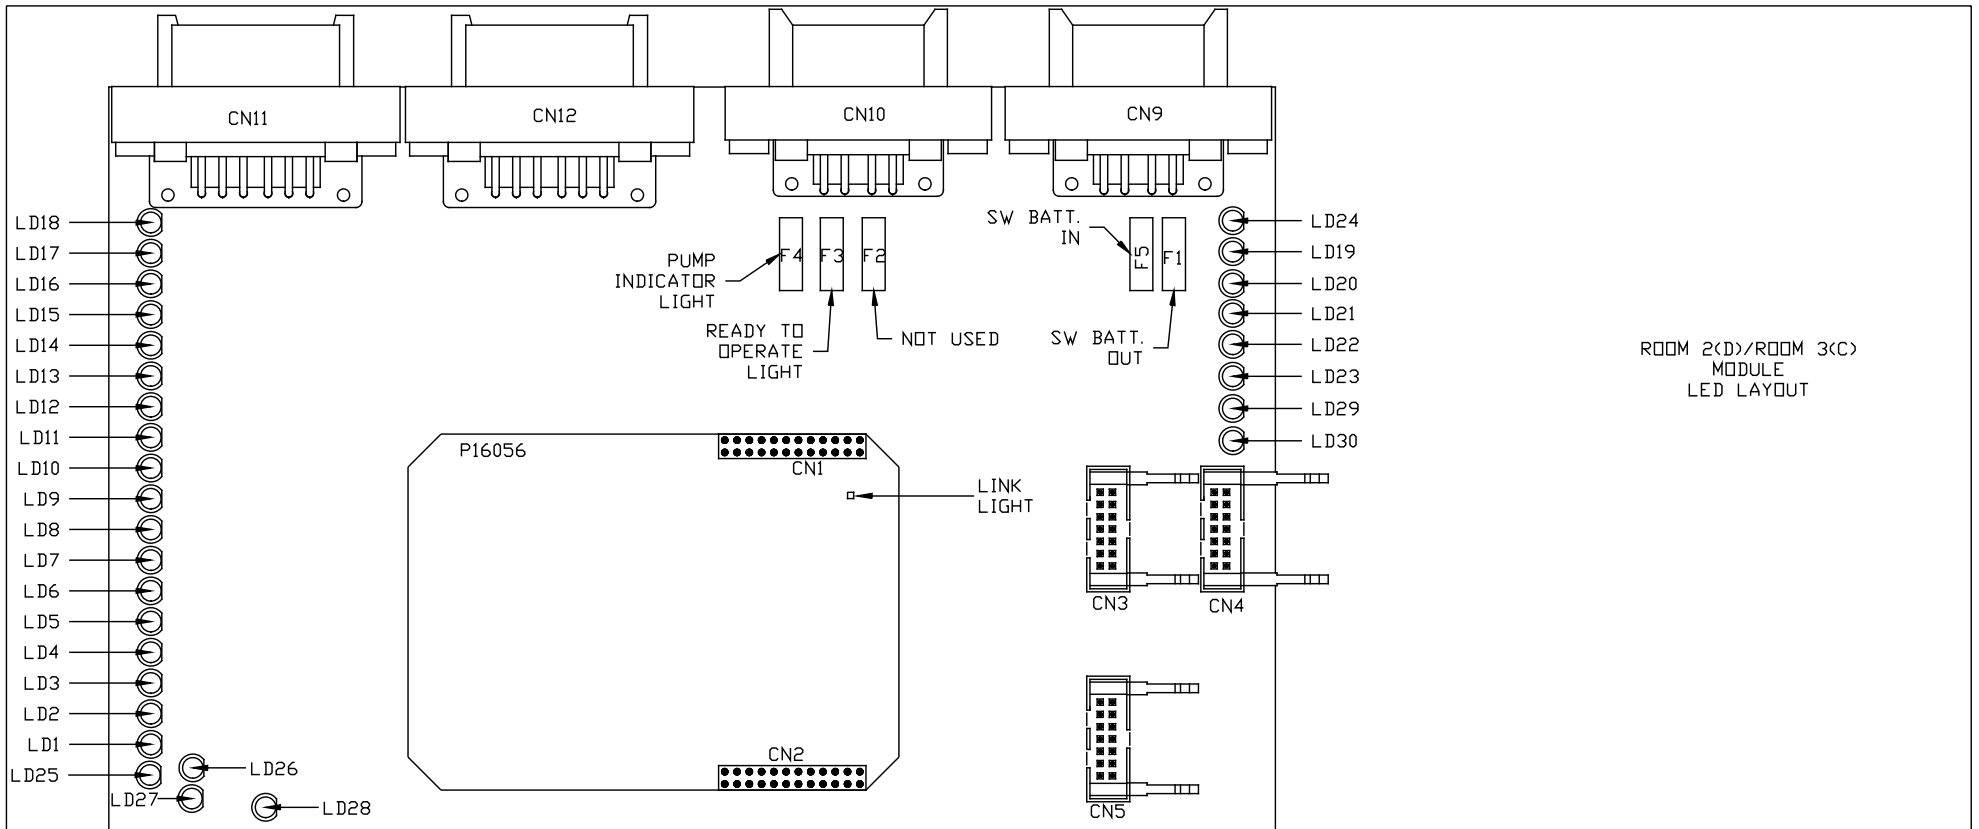 CN11
CN12
CN10
CN9
LD18
LD17
LD16
LD15
LD14
LD13
LD12
LD11
LD10
LD9
LD8
LD7
LD6
LD5
LD4
LD3
LD2
LD1
LD25
LD26
LD27
LD28
PUMP
INDICATOR
LIGHT
F4
F3
F2
READY TO
OPERATE
LIGHT
NOT USED
SW BATT.
IN
F5
F1
SW BATT.
OUT
LD24
LD19
LD20
LD21
LD22
LD23
LD29
LD30
P16056
CN1
LINK
LIGHT
CN2
CN3
CN4
CN5
ROOM 2(D)/ROOM 3(C)
MODULE
LED LAYOUT